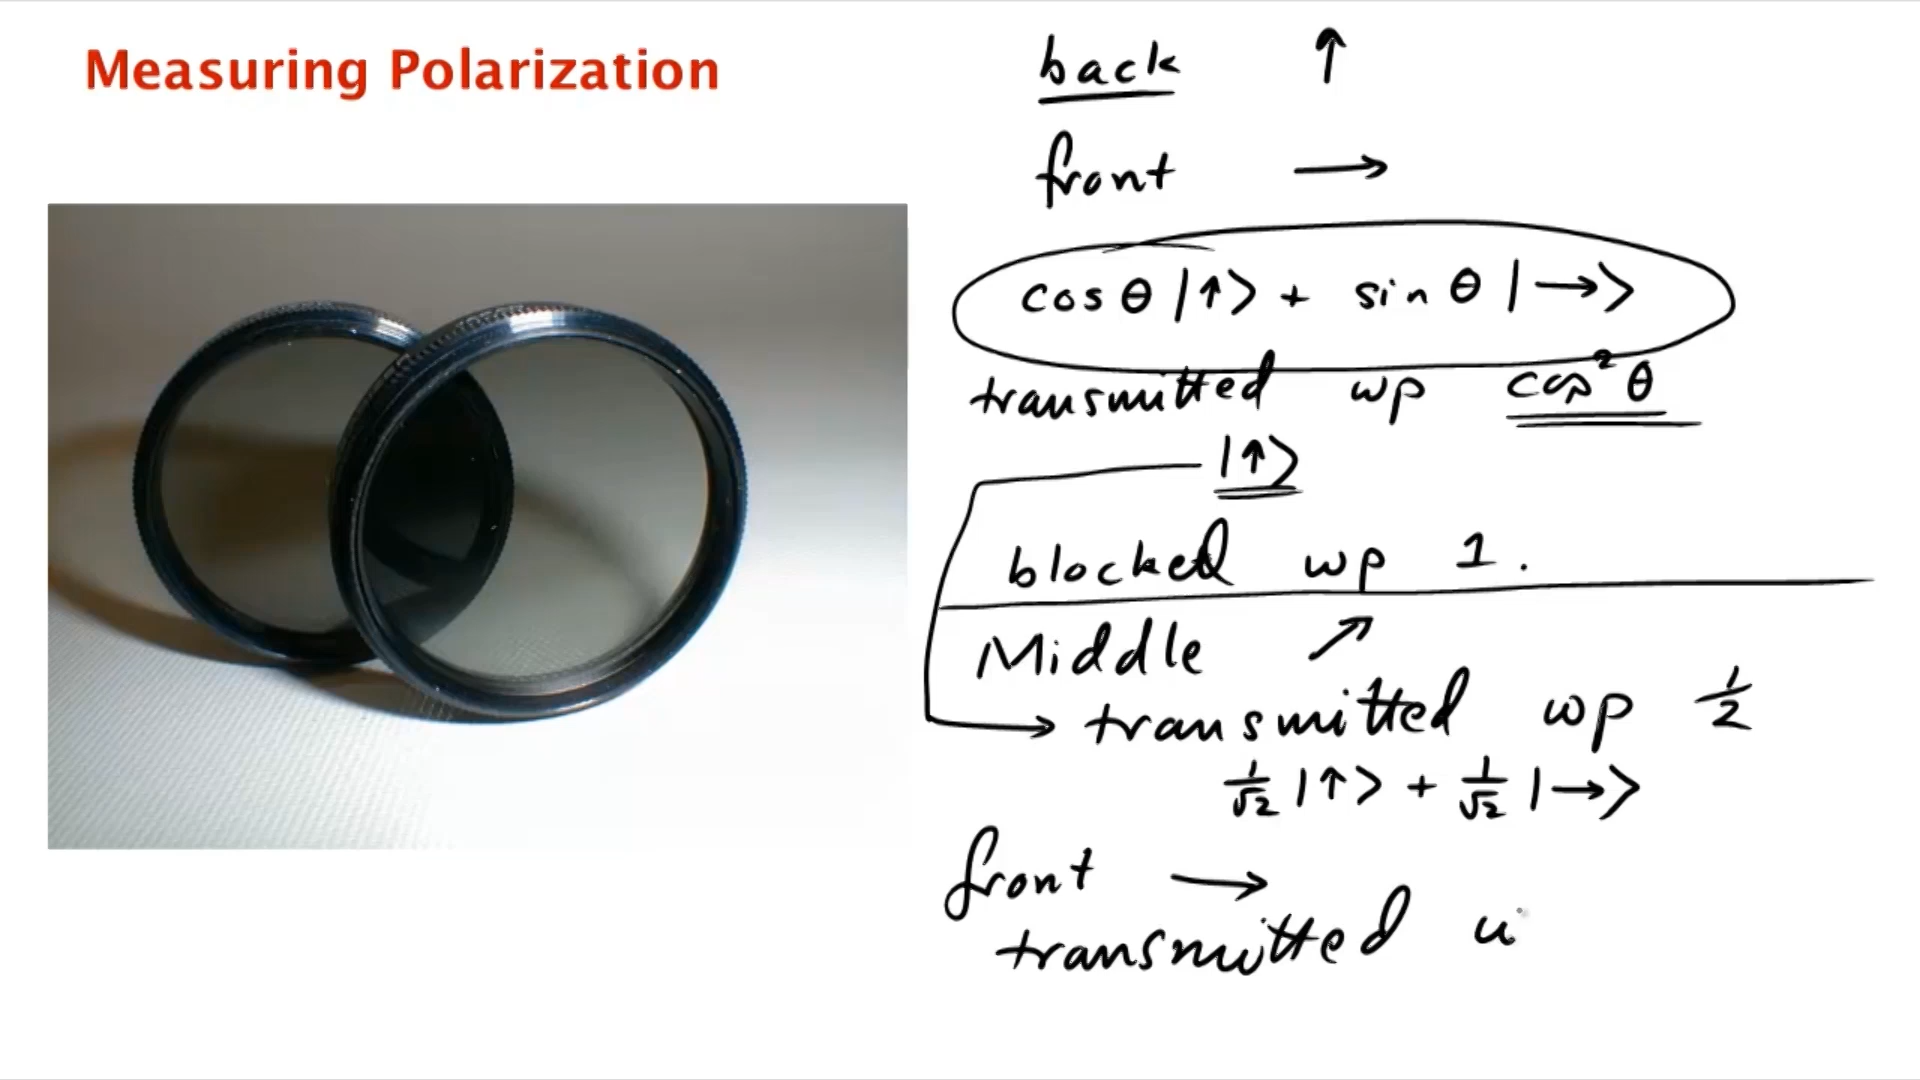 Measuring Polarization
back ↑
front →
cos θ |↑> + sin θ |→>
transmitted wp cos² θ
|↑>
blocked wp 1.
Middle ↗
transmitted wp 1/2
1/√2 |↑> + 1/√2 |→>
front →
transmitted